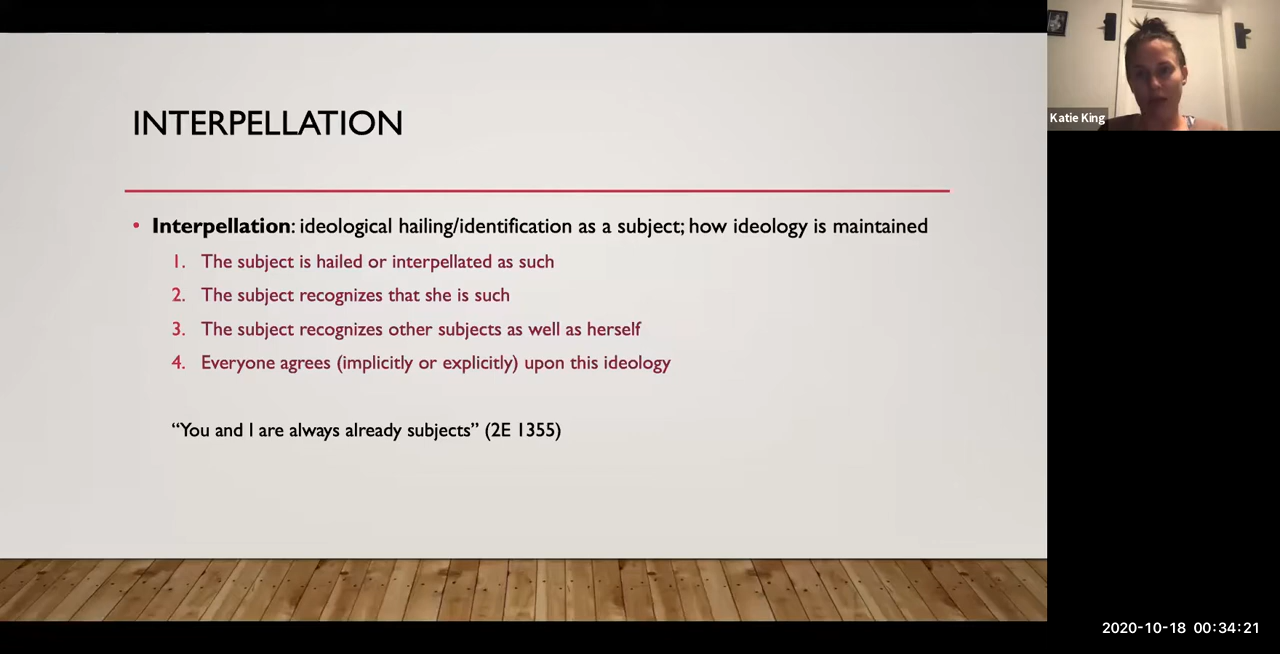 INTERPELLATION
• Interpellation: ideological hailing/identification as a subject; how ideology is maintained
1. The subject is hailed or interpellated as such
2. The subject recognizes that she is such
3. The subject recognizes other subjects as well as herself
4. Everyone agrees (implicitly or explicitly) upon this ideology
“You and I are always already subjects” (2E 1355)
Katie King
2020-10-18 00:34:21